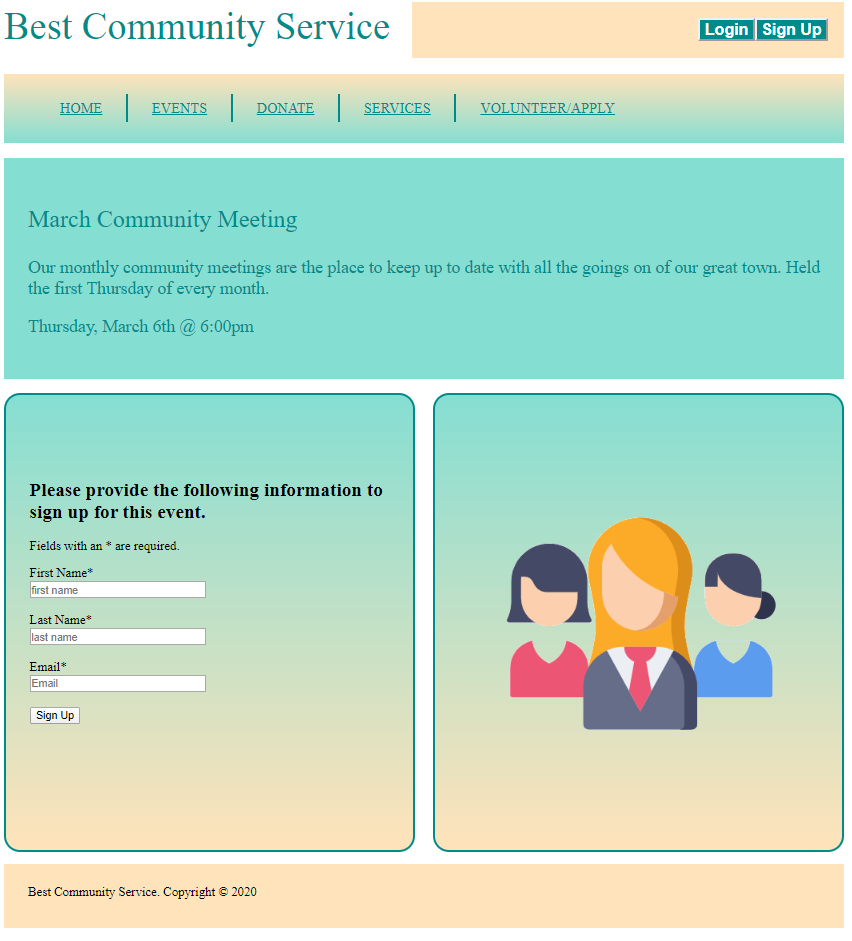 Best Community Service
Login Sign Up
HOME EVENTS DONATE SERVICES VOLUNTEER/APPLY
March Community Meeting
Our monthly community meetings are the place to keep up to date with all the goings on of our great town. Held
the first Thursday of every month.
Thursday, March 6th @ 6:00pm
Please provide the following information to
sign up for this event.
Fields with an * are required.
First Name*
first name
Last Name*
last name
Email*
Email
Sign Up
Best Community Service. Copyright © 2020